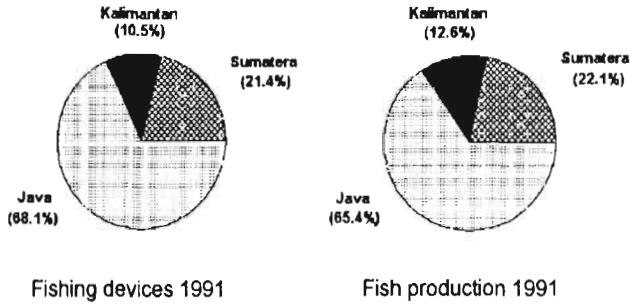 Kalimantan
(10.5%)
Sumatera
(21.4%)
Java
(68.1%)
Fishing devices 1991
Kalimantan
(12.6%)
Sumatera
(22.1%)
Java
(65.4%)
Fish production 1991